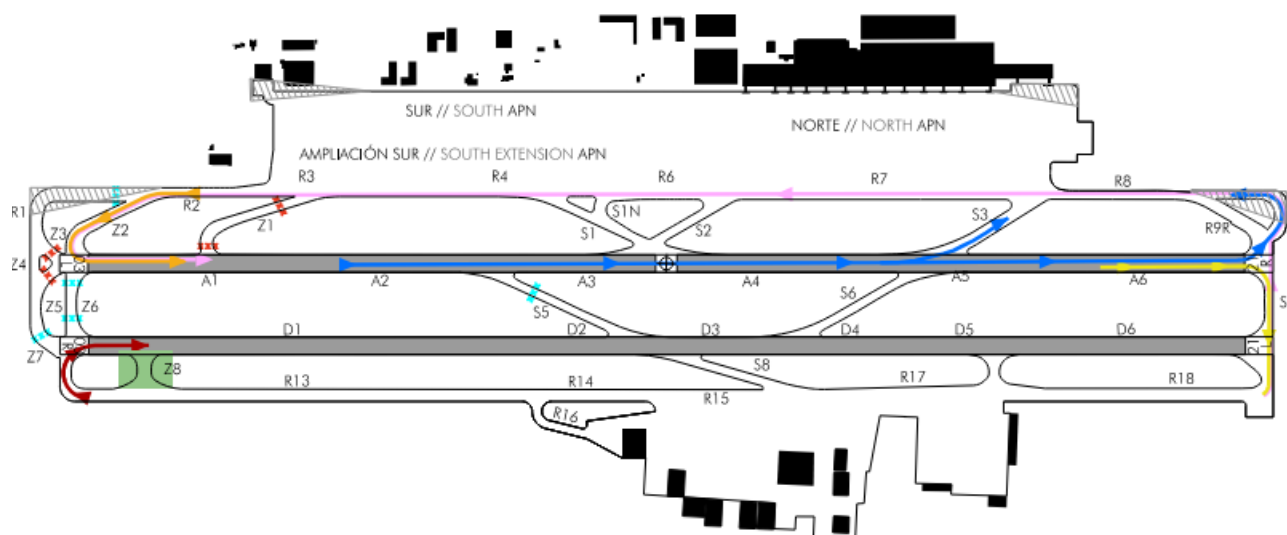 SUR // SOUTH APN
NORTE // NORTH APN
AMPLIACIÓN SUR // SOUTH EXTENSION APN
R3
R4
R6
R7
R8
R1
R2
Z3
Z2
Z1
S1N
S1
S2
S3
R9R
Z4
A1
A2
A3
A4
A5
A6
Z5
Z6
S5
S6
S
Z7
D1
D2
D3
D4
D5
D6
R
21
L
Z8
R13
R14
R15
S8
R17
R18
R16